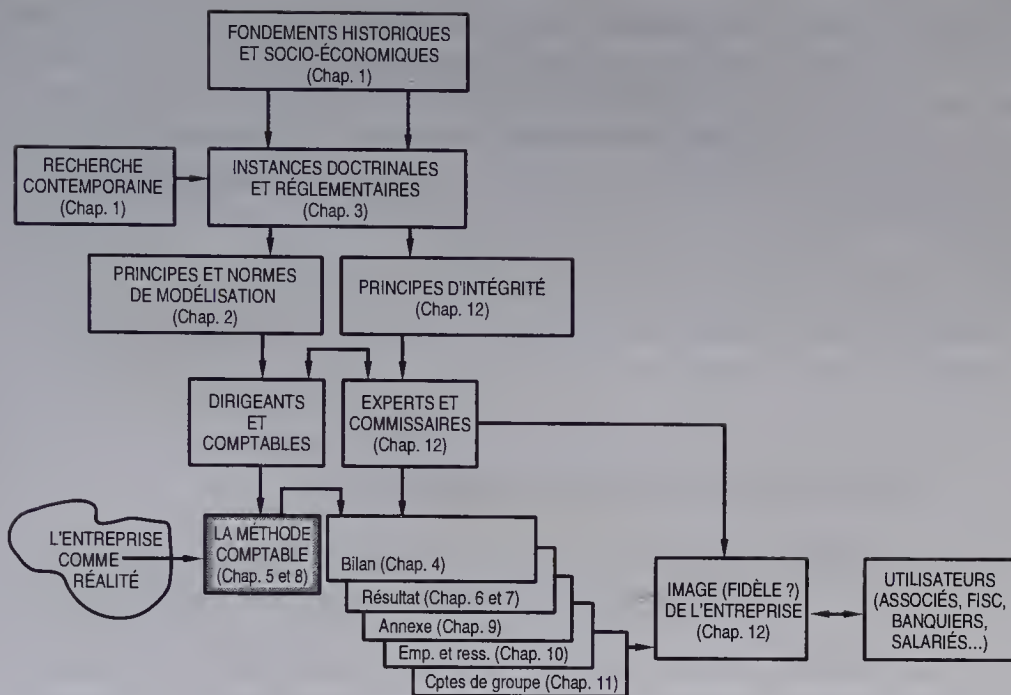 FONDEMENTS HISTORIQUES
ET SOCIO-ÉCONOMIQUES
(Chap. 1)
RECHERCHE
CONTEMPORAINE
(Chap. 1)
INSTANCES DOCTRINALES
ET RÉGLEMENTAIRES
(Chap. 3)
PRINCIPES ET NORMES
DE MODÉLISATION
(Chap. 2)
PRINCIPES D'INTÉGRITÉ
(Chap. 12)
DIRIGEANTS
ET
COMPTABLES
EXPERTS ET
COMMISSAIRES
(Chap. 12)
L'ENTREPRISE
COMME
RÉALITÉ
LA MÉTHODE
COMPTABLE
(Chap. 5 et 8)
Bilan (Chap. 4)
Résultat (Chap. 6 et 7)
Annexe (Chap. 9)
Emp. et ress. (Chap. 10)
Cptes de groupe (Chap. 11)
IMAGE (FIDÈLE ?)
DE L'ENTREPRISE
(Chap. 12)
UTILISATEURS
(ASSOCIÉS, FISC,
BANQUIERS,
SALARIÉS...)